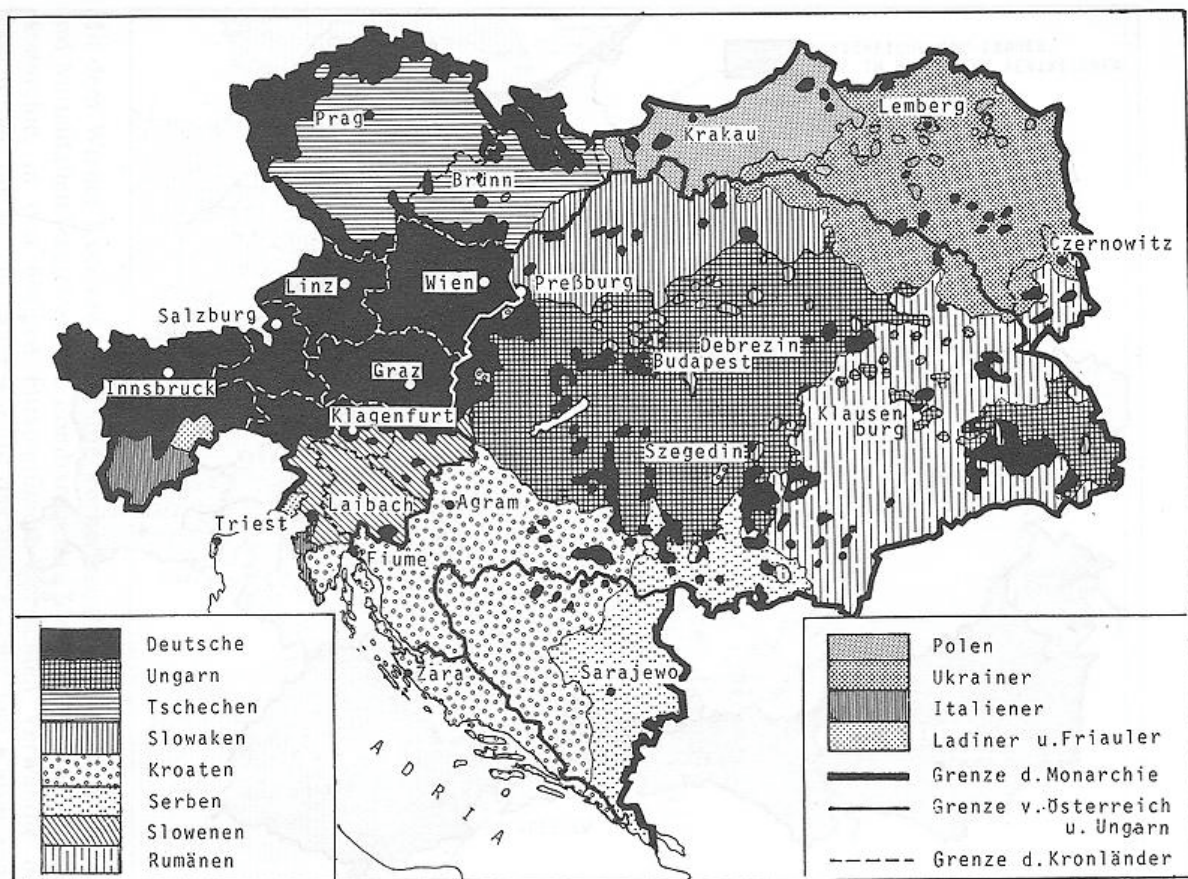 Prag
Krakau
Lemberg
Brünn
Czernowitz
Linz
Wien
Preßburg
Salzburg
Debrezin
Budapest
Innsbruck
Graz
Klagenfurt
Klausen
burg
Szegedin
Laibach
Agram
Triest
Fiume
Zara
Sarajewo
ADRIA
Deutsche
Ungarn
Tschechen
Slowaken
Kroaten
Serben
Slowenen
Rumänen
Polen
Ukrainer
Italiener
Ladiner u.Friauler
Grenze d.Monarchie
Grenze v.Österreich
u. Ungarn
Grenze d.Kronländer